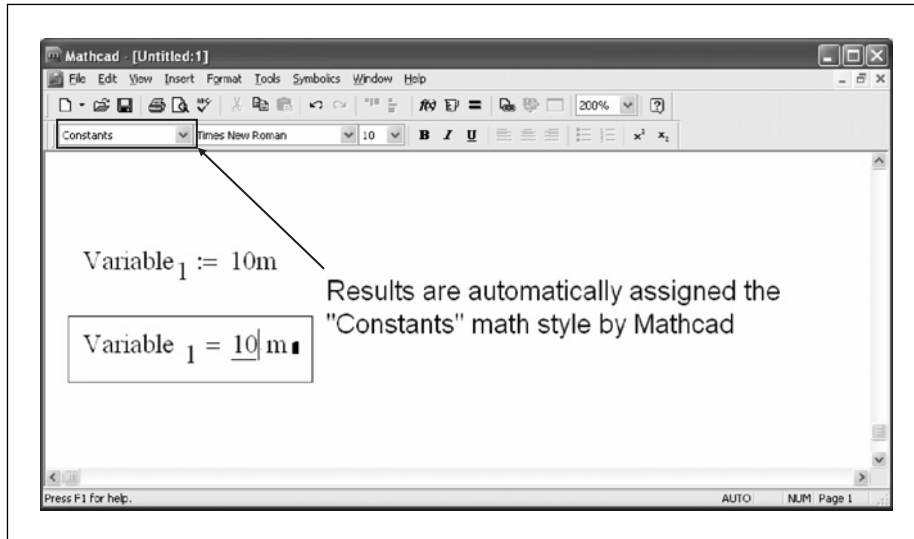 Mathcad - [Untitled:1]
File Edit View Insert Format Tools Symbolics Window Help
200%
Constants Times New Roman 10 B I U x² x₂
Variable₁ := 10m
Results are automatically assigned the
"Constants" math style by Mathcad
Variable ₁ = 10 m
Press F1 for help. AUTO NUM Page 1